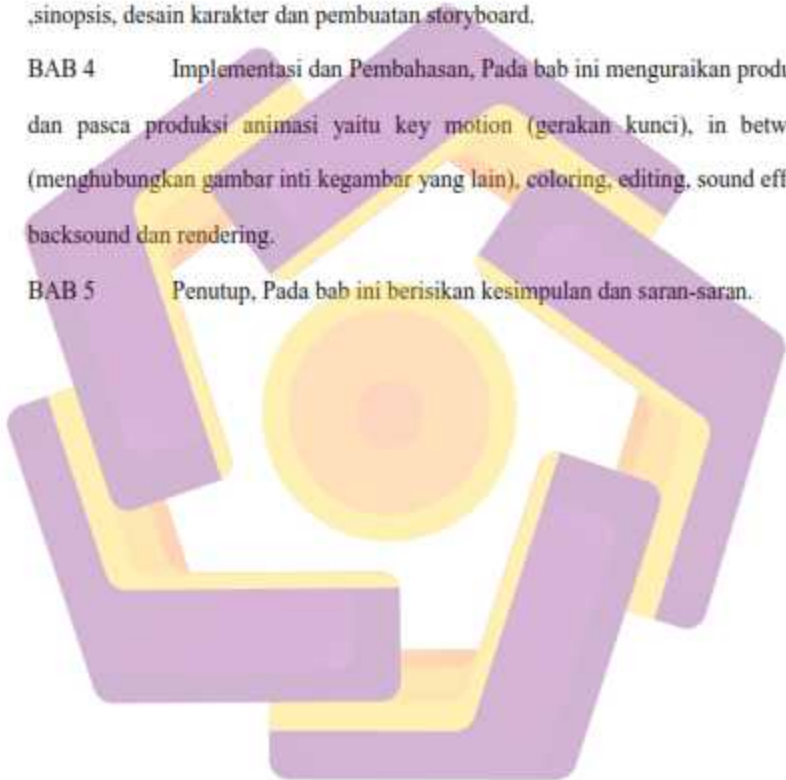 ,sinopsis, desain karakter dan pembuatan storyboard.
BAB 4 Implementasi dan Pembahasan, Pada bab ini menguraikan produ
dan pasca produksi animasi yaitu key motion (gerakan kunci), in betw
(menghubungkan gambar inti kegambar yang lain), coloring, editing, sound eff
backsound dan rendering.
BAB 5 Penutup, Pada bab ini berisikan kesimpulan dan saran-saran.